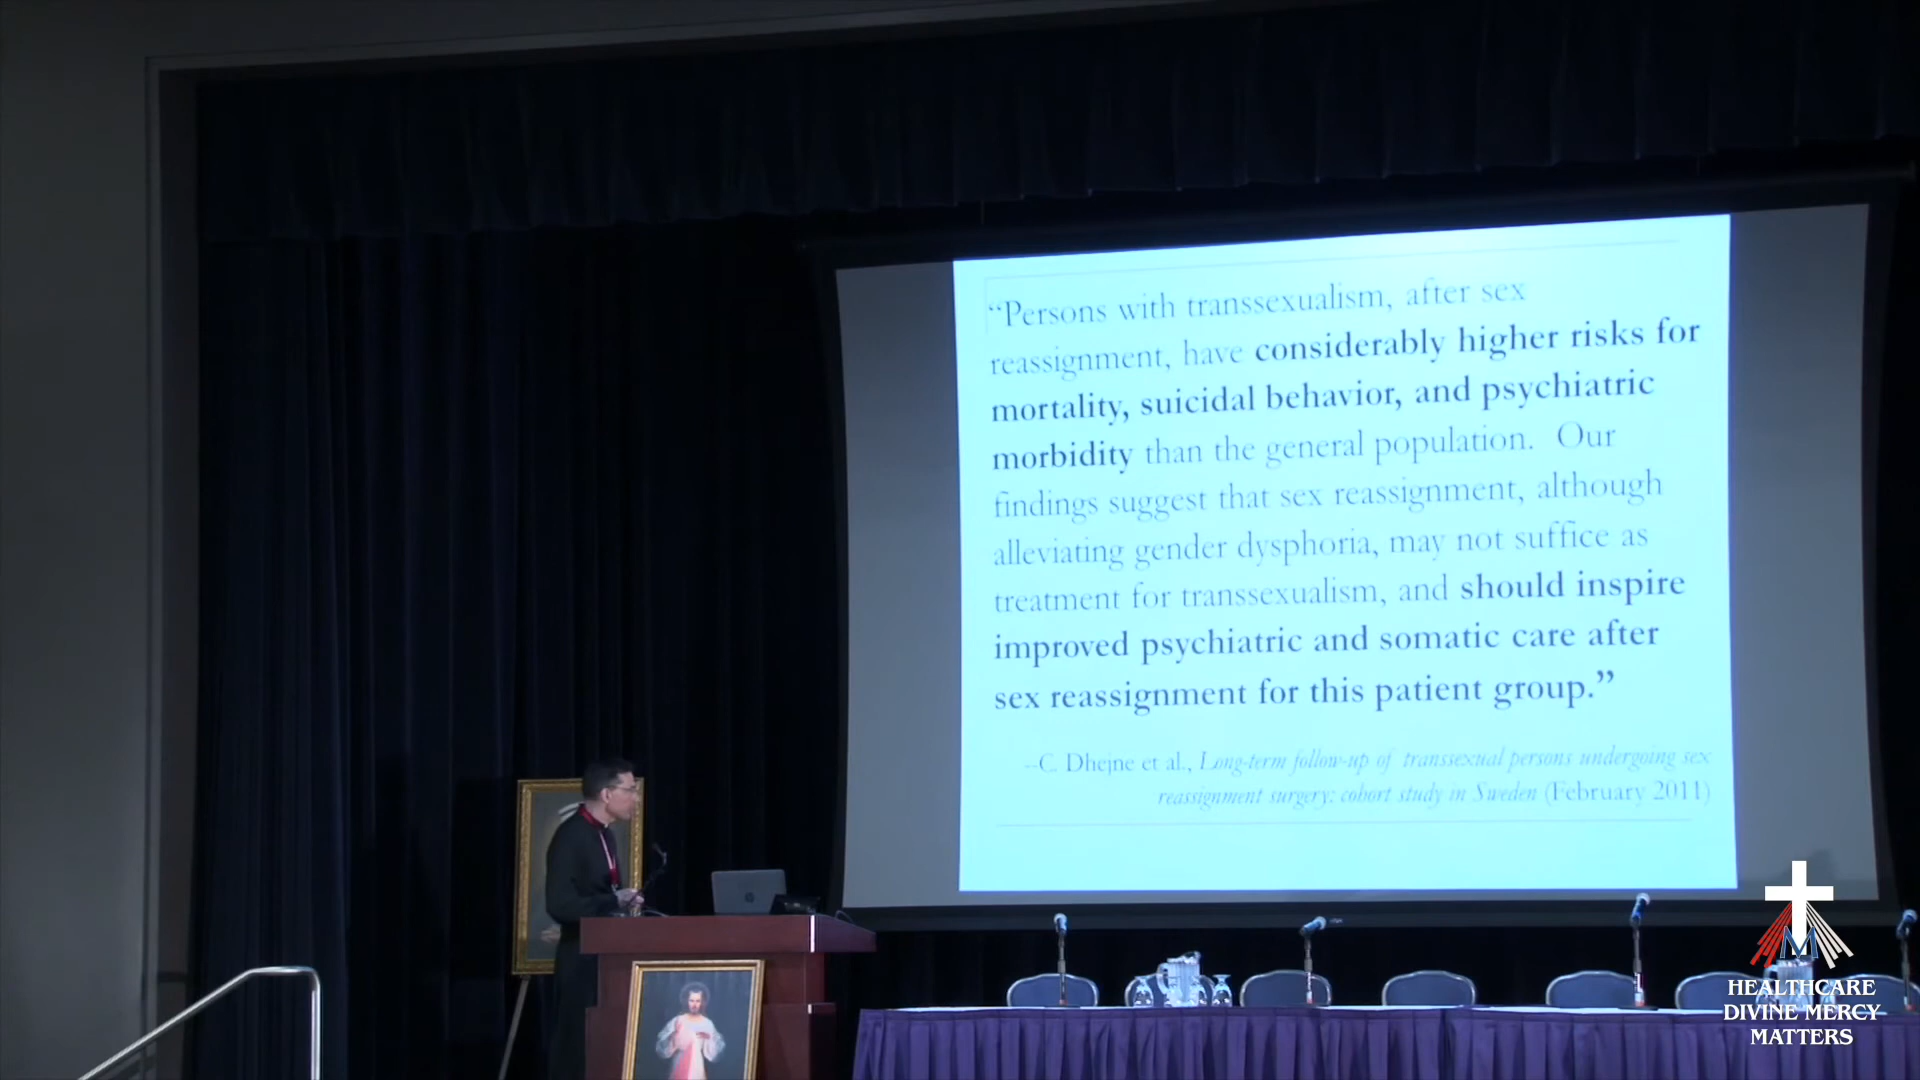 “Persons with transsexualism, after sex
reassignment, have considerably higher risks for
mortality, suicidal behavior, and psychiatric
morbidity than the general population.  Our
findings suggest that sex reassignment, although
alleviating gender dysphoria, may not suffice as
treatment for transsexualism, and should inspire
improved psychiatric and somatic care after
sex reassignment for this patient group.”
--C. Dhejne et al., Long-term follow-up of transsexual persons undergoing sex
reassignment surgery: cohort study in Sweden (February 2011)
M
HEALTHCARE
DIVINE MERCY
MATTERS